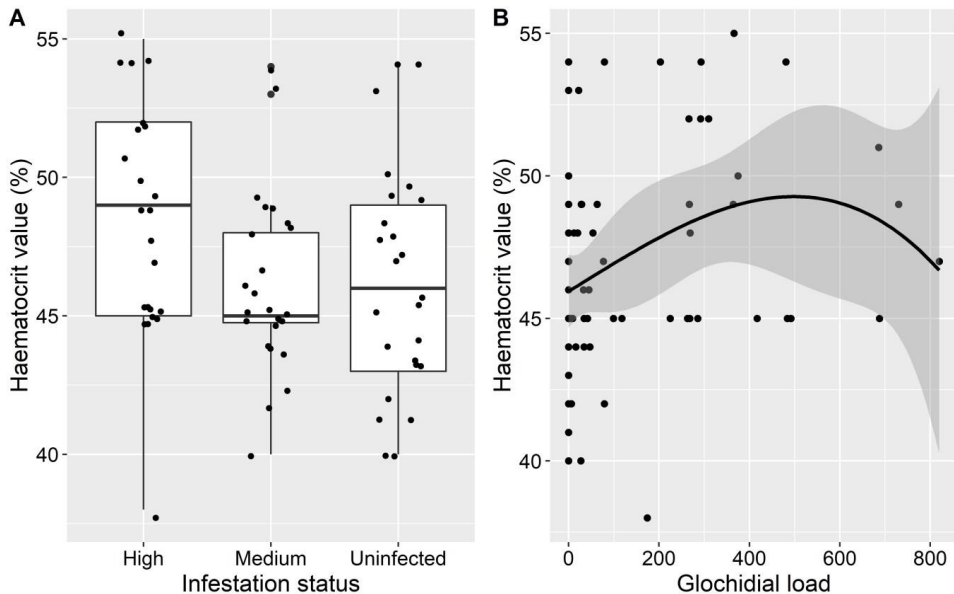 A
Haematocrit value (%)
55
50
45
40
High Medium Uninfected
Infestation status
B
Haematocrit value (%)
55
50
45
40
0 200 400 600 800
Glochidial load